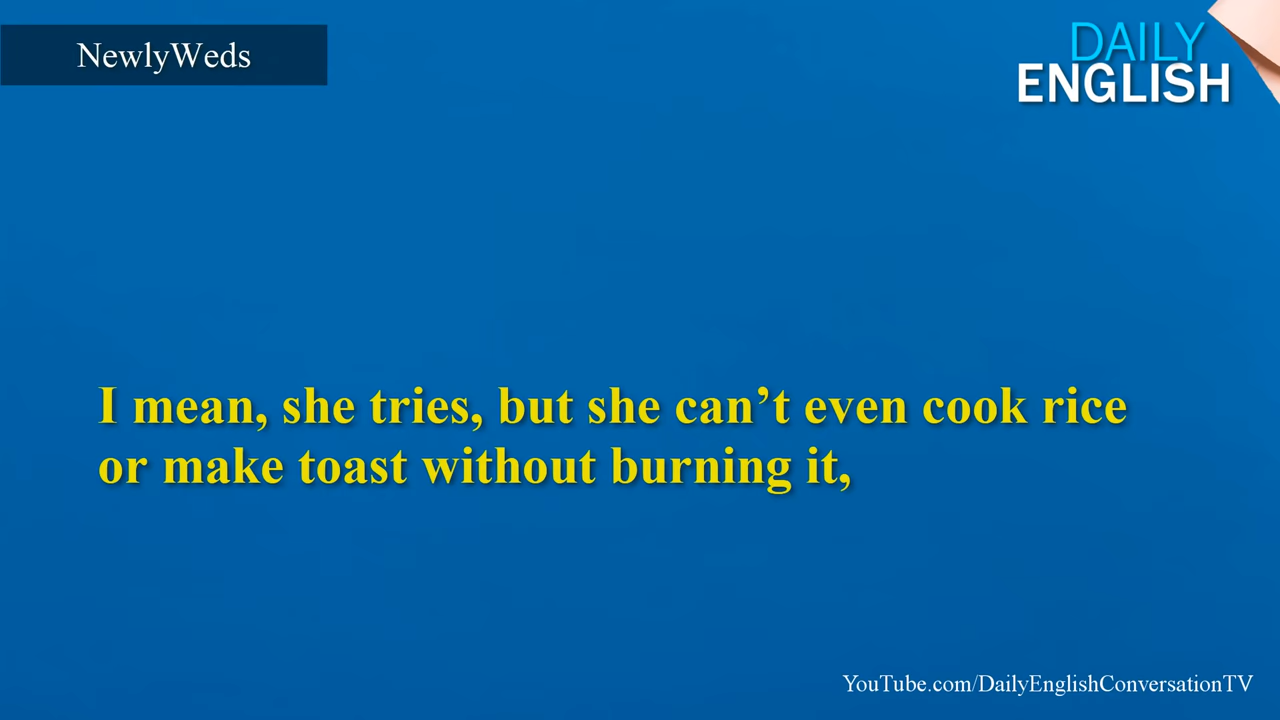 NewlyWeds
DAILY
ENGLISH
I mean, she tries, but she can’t even cook rice
or make toast without burning it,
YouTube.com/DailyEnglishConversationTV